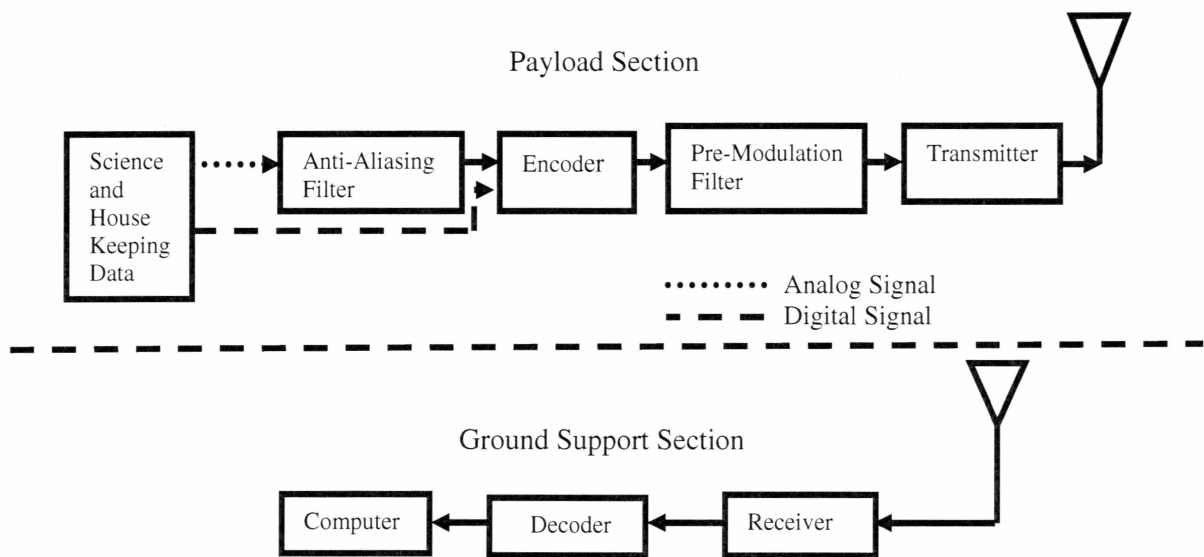 Payload Section
Science
and
House
Keeping
Data
Anti-Aliasing
Filter
Encoder
Pre-Modulation
Filter
Transmitter
Analog Signal
Digital Signal
Ground Support Section
Computer
Decoder
Receiver